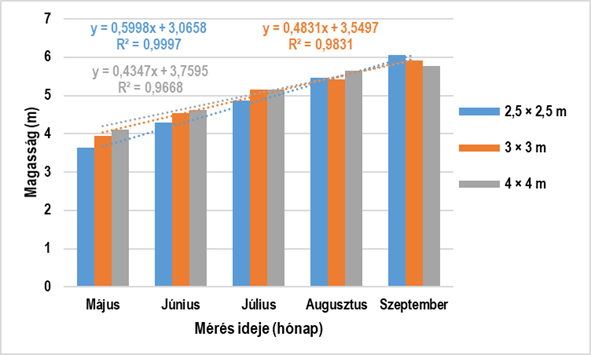 y = 0,5998x + 3,0658
R² = 0,9997
y = 0,4831x + 3,5497
R² = 0,9831
y = 0,4347x + 3,7595
R² = 0,9668
Magasság (m)
7
6
5
4
3
2
1
0
Május Június Július Augusztus Szeptember
Mérés ideje (hónap)
2,5 × 2,5 m
3 × 3 m
4 × 4 m